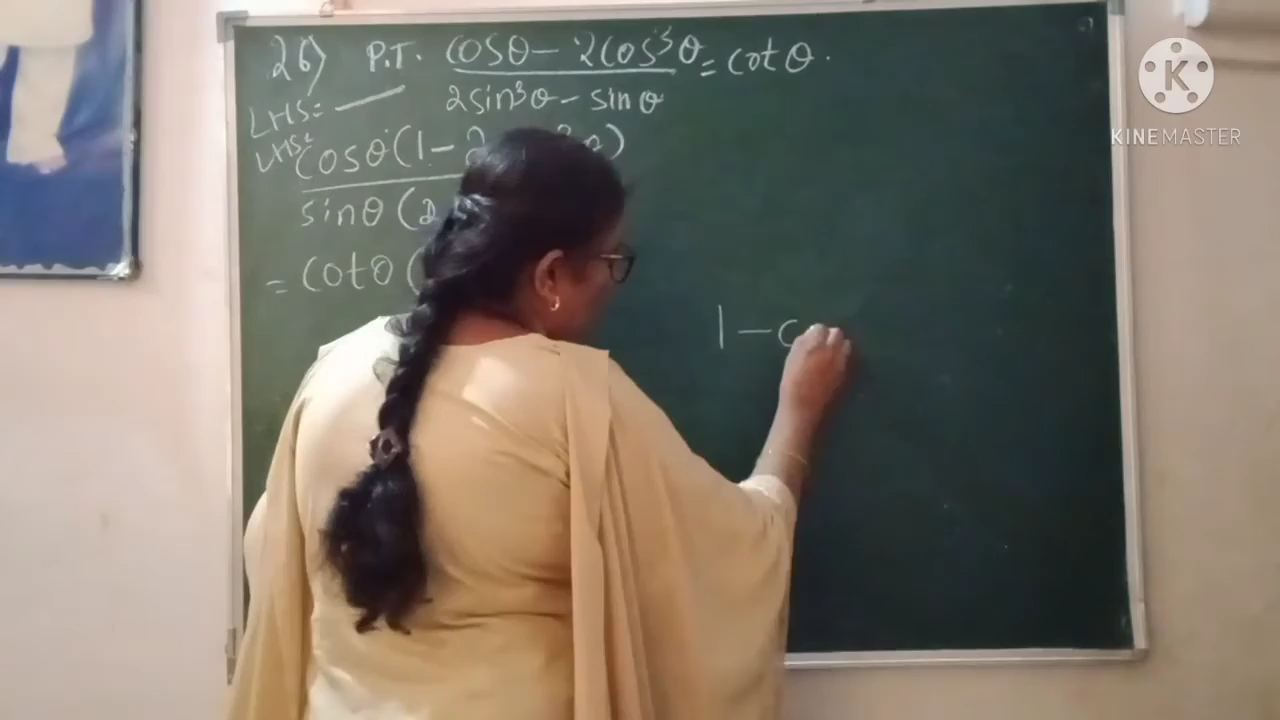 26) P.T. cosθ - 2cos³θ = cotθ.
2sin³θ - sinθ
LHS =
LHS = cosθ(1 - 2 θ)
sinθ(2
= cotθ(
1 - c
KINEMASTER